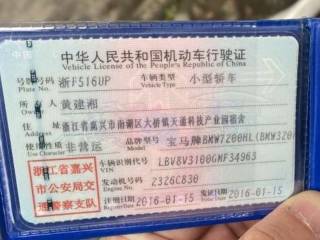 中华人民共和国机动车行驶证
Vehicle License of the People's Republic of China
号牌号码 浙F516UP 车辆类型 小型轿车
Plate No. Vehicle Type
所有人 黄建湘
Owner
住址 浙江省嘉兴市南湖区大桥镇天通科技产业园宿舍
Address
使用性质 非营运 品牌型号 宝马牌BMW7200HL(BMW320
Use Character Model
浙江省嘉兴市公安局交通警察支队
车辆识别代号 LBV8V3100GMF34963
VIN
发动机号码 2326C830
Engine No.
注册日期 2016-01-15 发证日期 2016-01-15
Register Date Issue Date